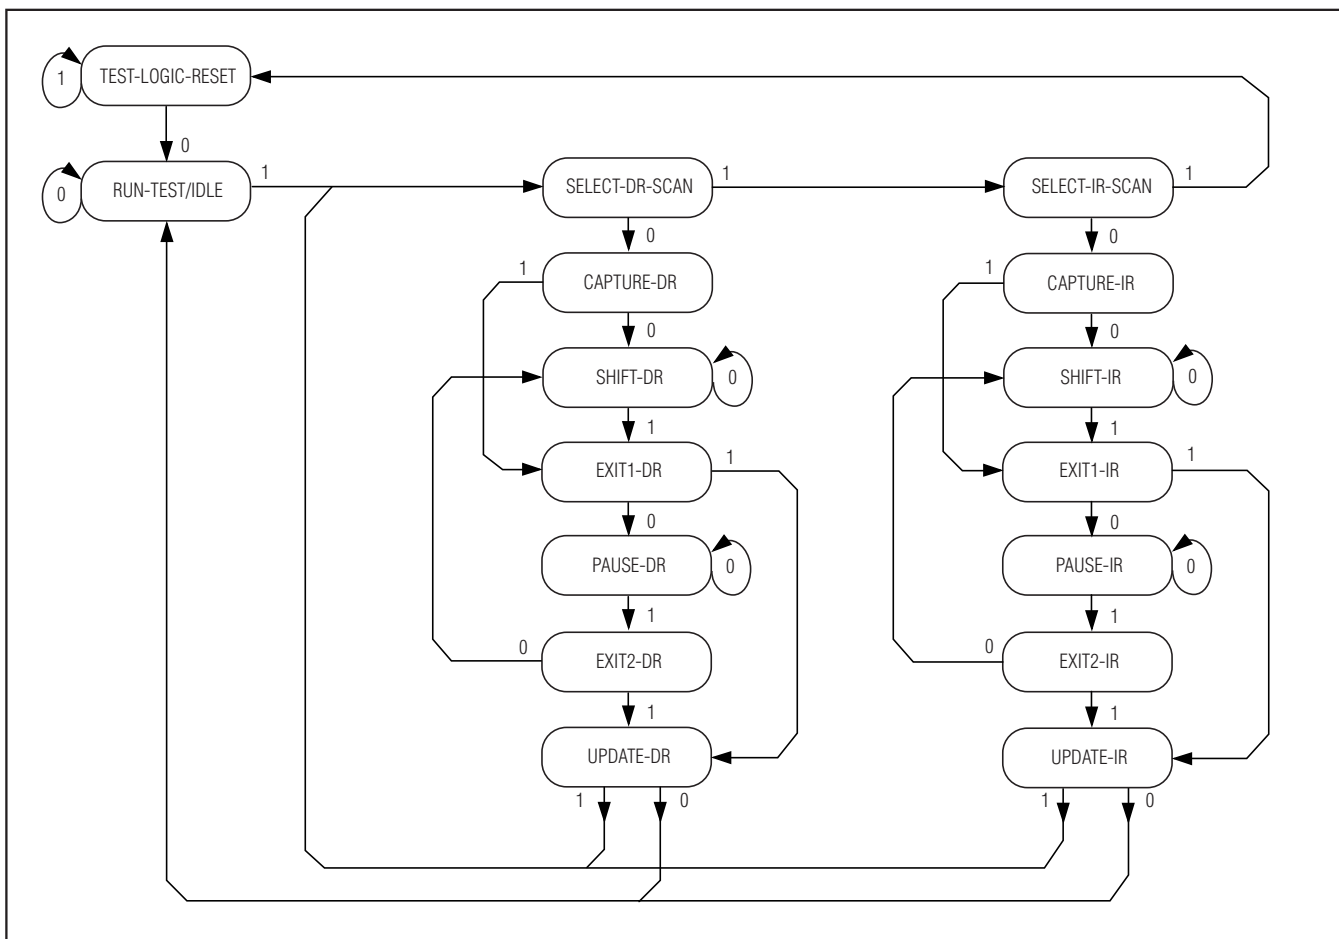 TEST-LOGIC-RESET
1
0
RUN-TEST/IDLE
0
1
SELECT-DR-SCAN
1
SELECT-IR-SCAN
1
0
0
1
CAPTURE-DR
1
CAPTURE-IR
0
0
SHIFT-DR
0
SHIFT-IR
0
1
1
EXIT1-DR
1
EXIT1-IR
1
0
0
PAUSE-DR
0
PAUSE-IR
0
1
1
0
EXIT2-DR
0
EXIT2-IR
1
1
UPDATE-DR
UPDATE-IR
1
0
1
0